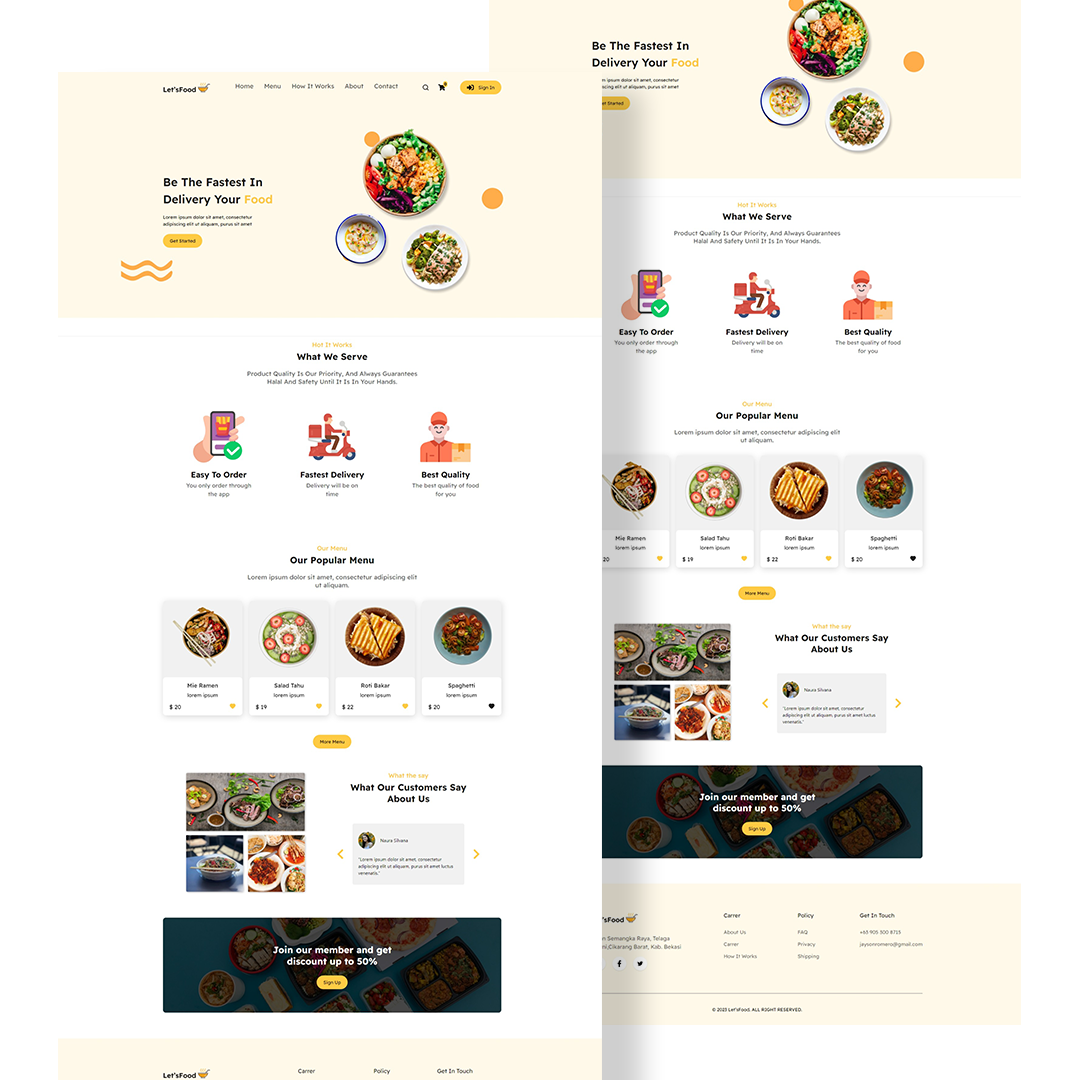 Let'sFood
Home Menu How It Works About Contact
Sign In
Be The Fastest In
Delivery Your Food
Lorem ipsum dolor sit amet, consectetur
adipiscing elit ut aliquam, purus sit amet
Get Started
Hot It Works
What We Serve
Product Quality Is Our Priority, And Always Guarantees
Halal And Safety Until It Is In Your Hands.
Easy To Order
You only order through
the app
Fastest Delivery
Delivery will be on
time
Best Quality
The best quality of food
for you
Our Menu
Our Popular Menu
Lorem ipsum dolor sit amet, consectetur adipiscing elit
ut aliquam.
Mie Ramen
lorem ipsum
$ 20
Salad Tahu
lorem ipsum
$ 19
Roti Bakar
lorem ipsum
$ 22
Spaghetti
lorem ipsum
$ 20
More Menu
What the say
What Our Customers Say
About Us
Naura Silvana
"Lorem ipsum dolor sit amet, consectetur
adipiscing elit ut aliquam, purus sit amet luctus
venenatis."
Join our member and get
discount up to 50%
Sign Up
Let'sFood
Carrer Policy Get In Touch
Be The Fastest In
Delivery Your Food
m ipsum dolor sit amet, consectetur
cing elit ut aliquam, purus sit amet
et Started
Hot It Works
What We Serve
Product Quality Is Our Priority, And Always Guarantees
Halal And Safety Until It Is In Your Hands.
Easy To Order
You only order through
the app
Fastest Delivery
Delivery will be on
time
Best Quality
The best quality of food
for you
Our Menu
Our Popular Menu
Lorem ipsum dolor sit amet, consectetur adipiscing elit
ut aliquam.
Mie Ramen
lorem ipsum
20
Salad Tahu
lorem ipsum
$ 19
Roti Bakar
lorem ipsum
$ 22
Spaghetti
lorem ipsum
$ 20
More Menu
What the say
What Our Customers Say
About Us
Naura Silvana
"Lorem ipsum dolor sit amet, consectetur
adipiscing elit ut aliquam, purus sit amet luctus
venenatis."
Join our member and get
discount up to 50%
Sign Up
'sFood
n Semangka Raya, Telaga
ni,Cikarang Barat, Kab. Bekasi
Carrer
About Us
Carrer
How It Works
Policy
FAQ
Privacy
Shipping
Get In Touch
+63 905 300 8713
jaysonromero@gmail.com
© 2023 Let'sFood. ALL RIGHT RESERVED.